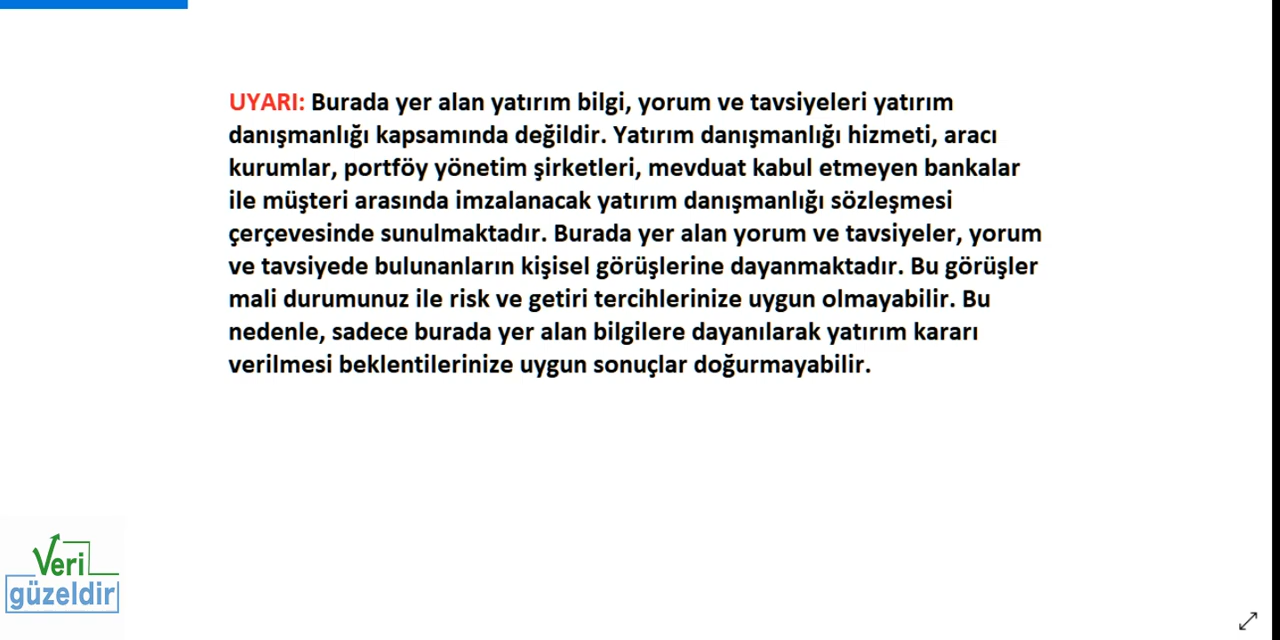 UYARI: Burada yer alan yatırım bilgi, yorum ve tavsiyeleri yatırım
danışmanlığı kapsamında değildir. Yatırım danışmanlığı hizmeti, aracı
kurumlar, portföy yönetim şirketleri, mevduat kabul etmeyen bankalar
ile müşteri arasında imzalanacak yatırım danışmanlığı sözleşmesi
çerçevesinde sunulmaktadır. Burada yer alan yorum ve tavsiyeler, yorum
ve tavsiyede bulunanların kişisel görüşlerine dayanmaktadır. Bu görüşler
mali durumunuz ile risk ve getiri tercihlerinize uygun olmayabilir. Bu
nedenle, sadece burada yer alan bilgilere dayanılarak yatırım kararı
verilmesi beklentilerinize uygun sonuçlar doğurmayabilir.
Veri
güzeldir